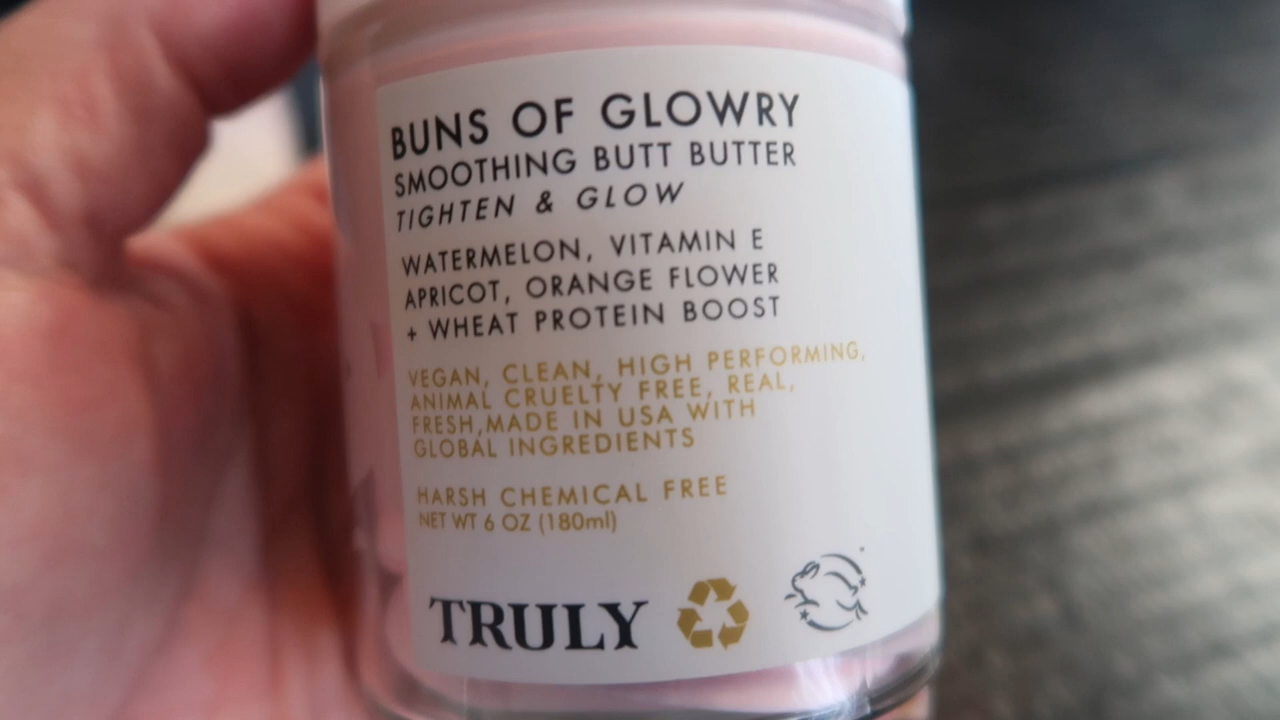 BUNS OF GLOWRY
SMOOTHING BUTT BUTTER
TIGHTEN & GLOW
WATERMELON, VITAMIN E
APRICOT, ORANGE FLOWER
+ WHEAT PROTEIN BOOST
VEGAN, CLEAN, HIGH PERFORMING,
ANIMAL CRUELTY FREE, REAL,
FRESH,MADE IN USA WITH
GLOBAL INGREDIENTS
HARSH CHEMICAL FREE
NET WT 6 OZ (180ml)
TRULY